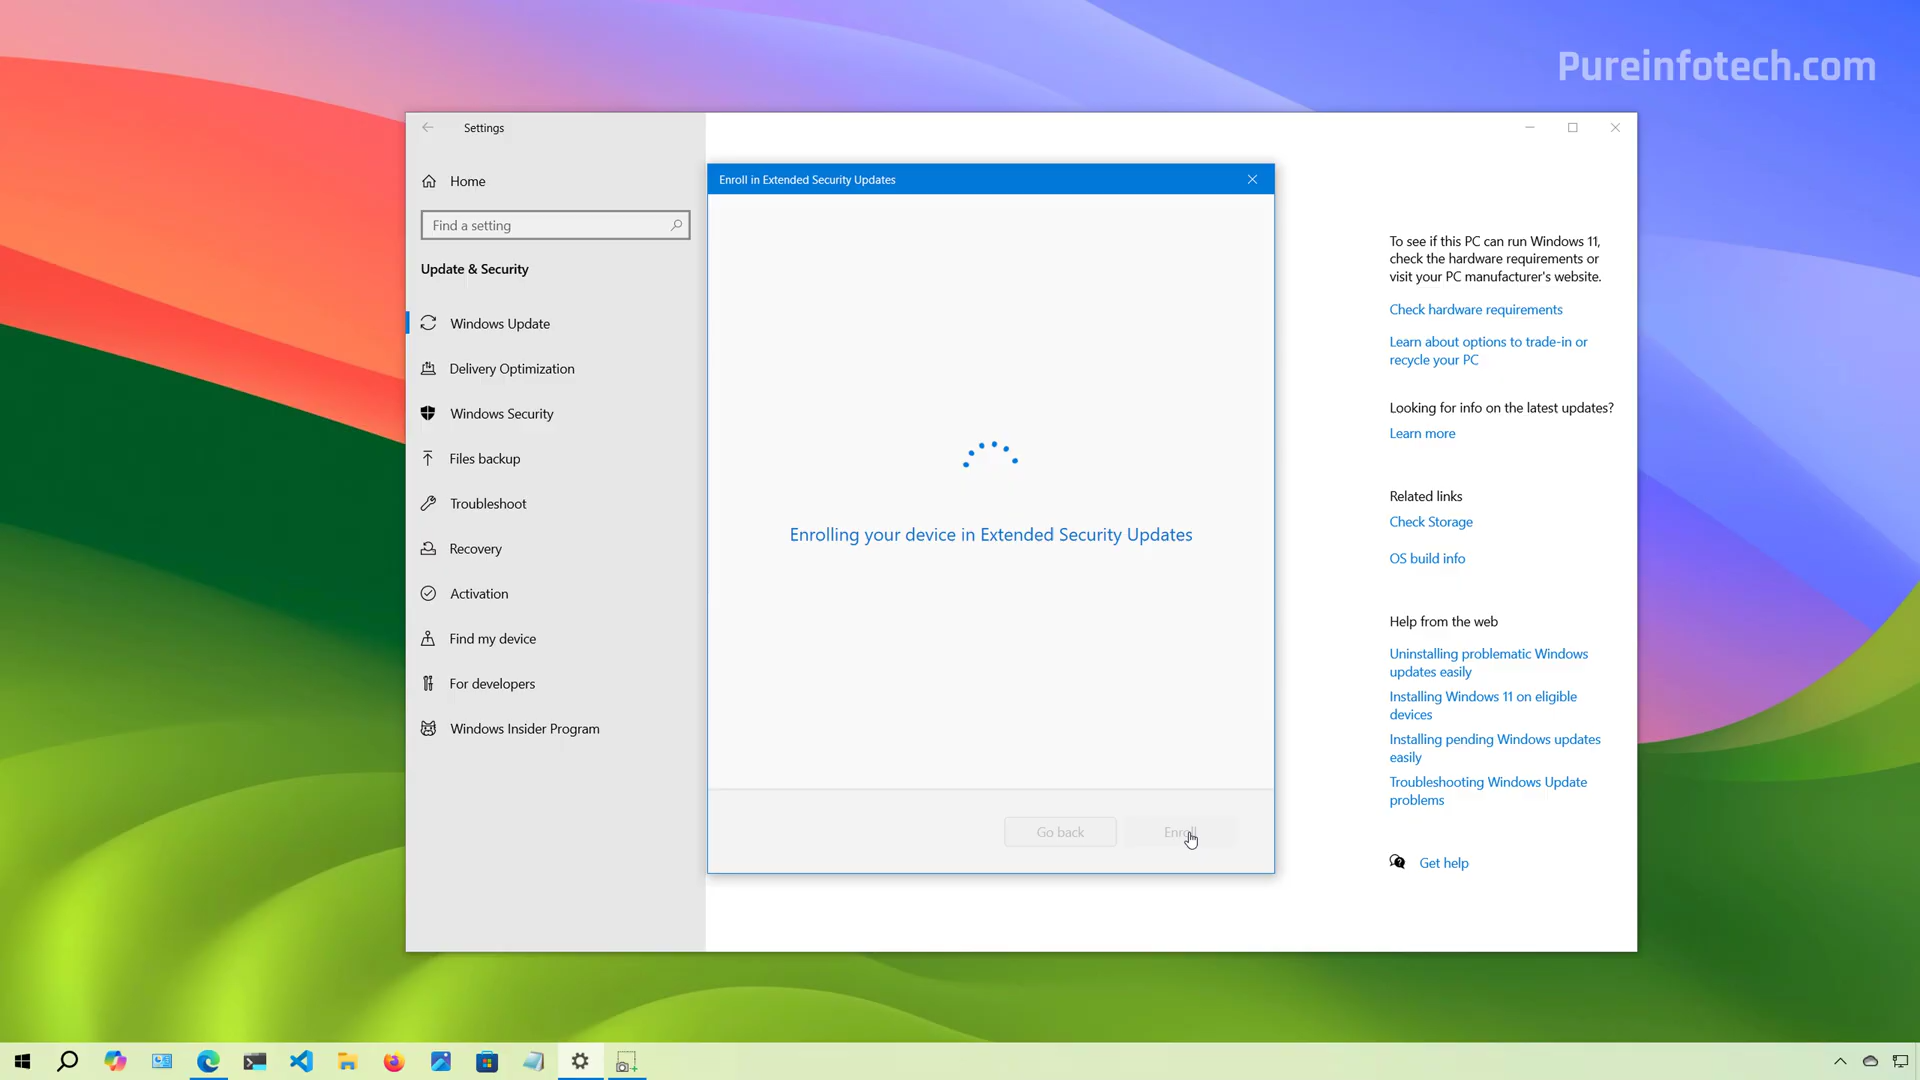 Pureinfotech.com
Settings
Home
Find a setting
Update & Security
Windows Update
Delivery Optimization
Windows Security
Files backup
Troubleshoot
Recovery
Activation
Find my device
For developers
Windows Insider Program
Enroll in Extended Security Updates
Enrolling your device in Extended Security Updates
Go back
Enroll
To see if this PC can run Windows 11,
check the hardware requirements or
visit your PC manufacturer's website.
Check hardware requirements
Learn about options to trade-in or
recycle your PC
Looking for info on the latest updates?
Learn more
Related links
Check Storage
OS build info
Help from the web
Uninstalling problematic Windows
updates easily
Installing Windows 11 on eligible
devices
Installing pending Windows updates
easily
Troubleshooting Windows Update
problems
Get help